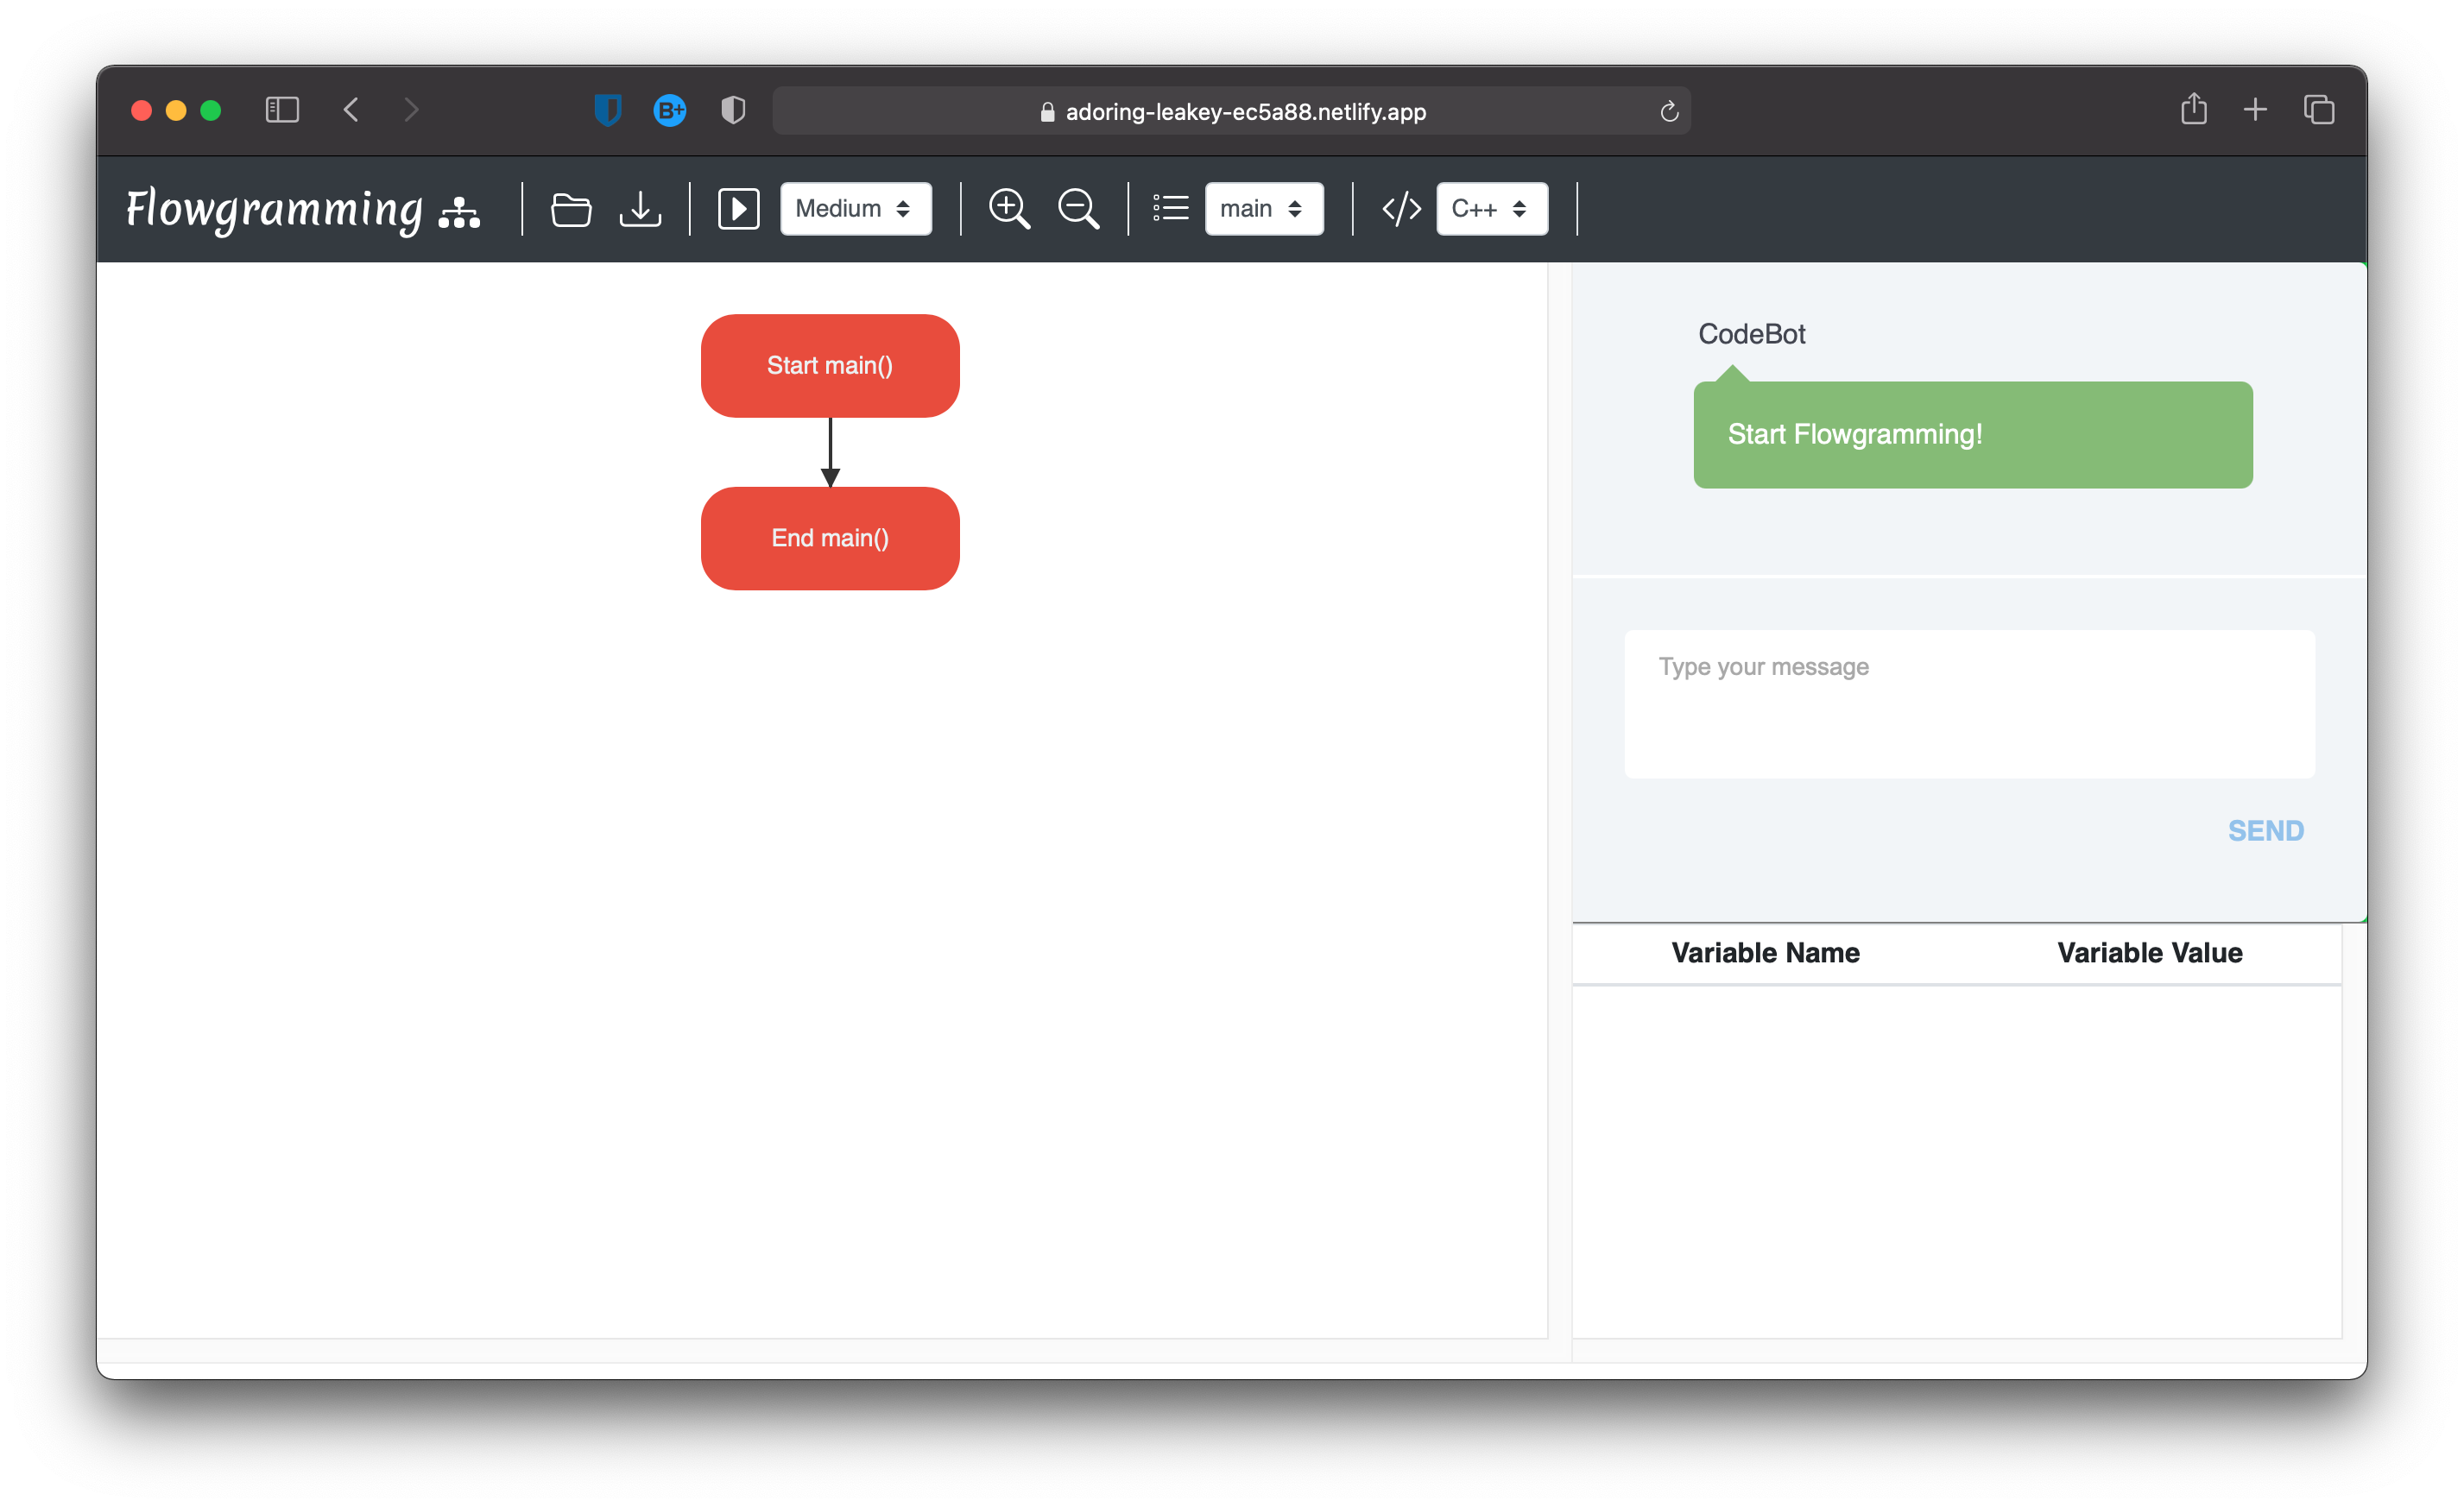 B+
adoring-leakey-ec5a88.netlify.app
Flowgramming
Medium
main
</>
C++
Start main()
End main()
CodeBot
Start Flowgramming!
Type your message
SEND
Variable Name
Variable Value